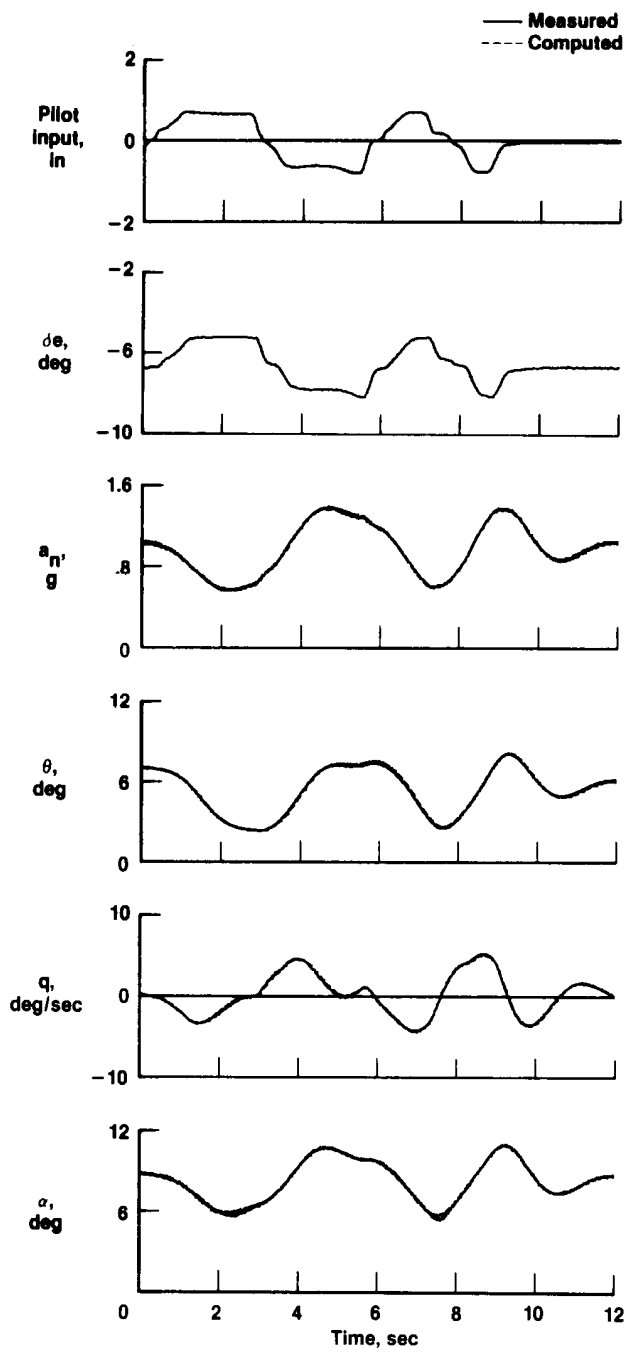 Measured
Computed
2
Pilot
input,
in
0
−2
−2
δe,
deg
−6
−10
1.6
an,
g
.8
0
12
θ,
deg
6
0
10
q,
deg/sec
0
−10
12
α,
deg
6
0 2 4 6 8 10 12
Time, sec